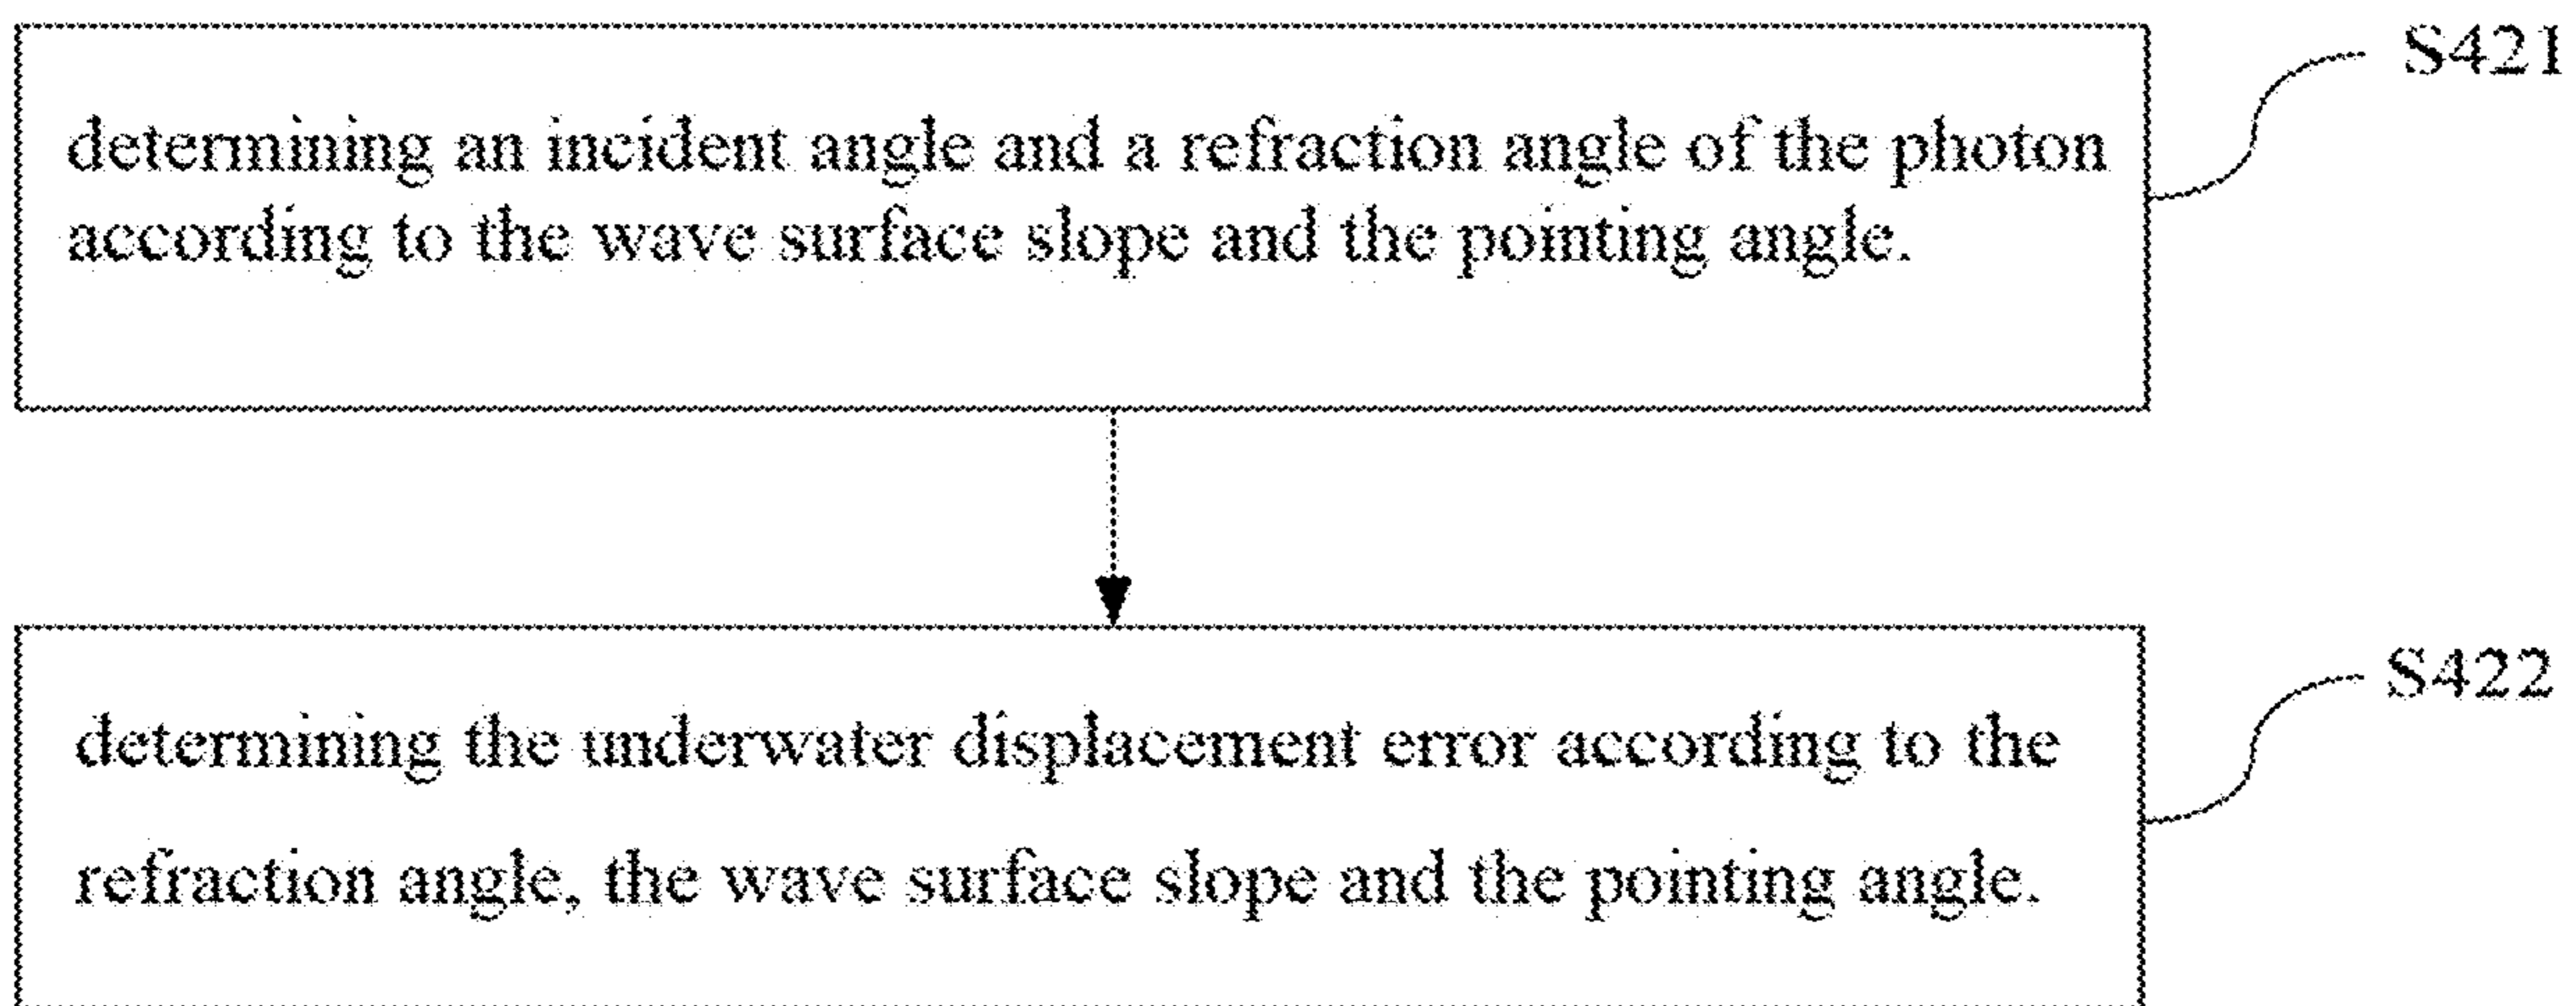 S421
determining an incident angle and a refraction angle of the photon
according to the wave surface slope and the pointing angle.
S422
determining the underwater displacement error according to the
refraction angle, the wave surface slope and the pointing angle.